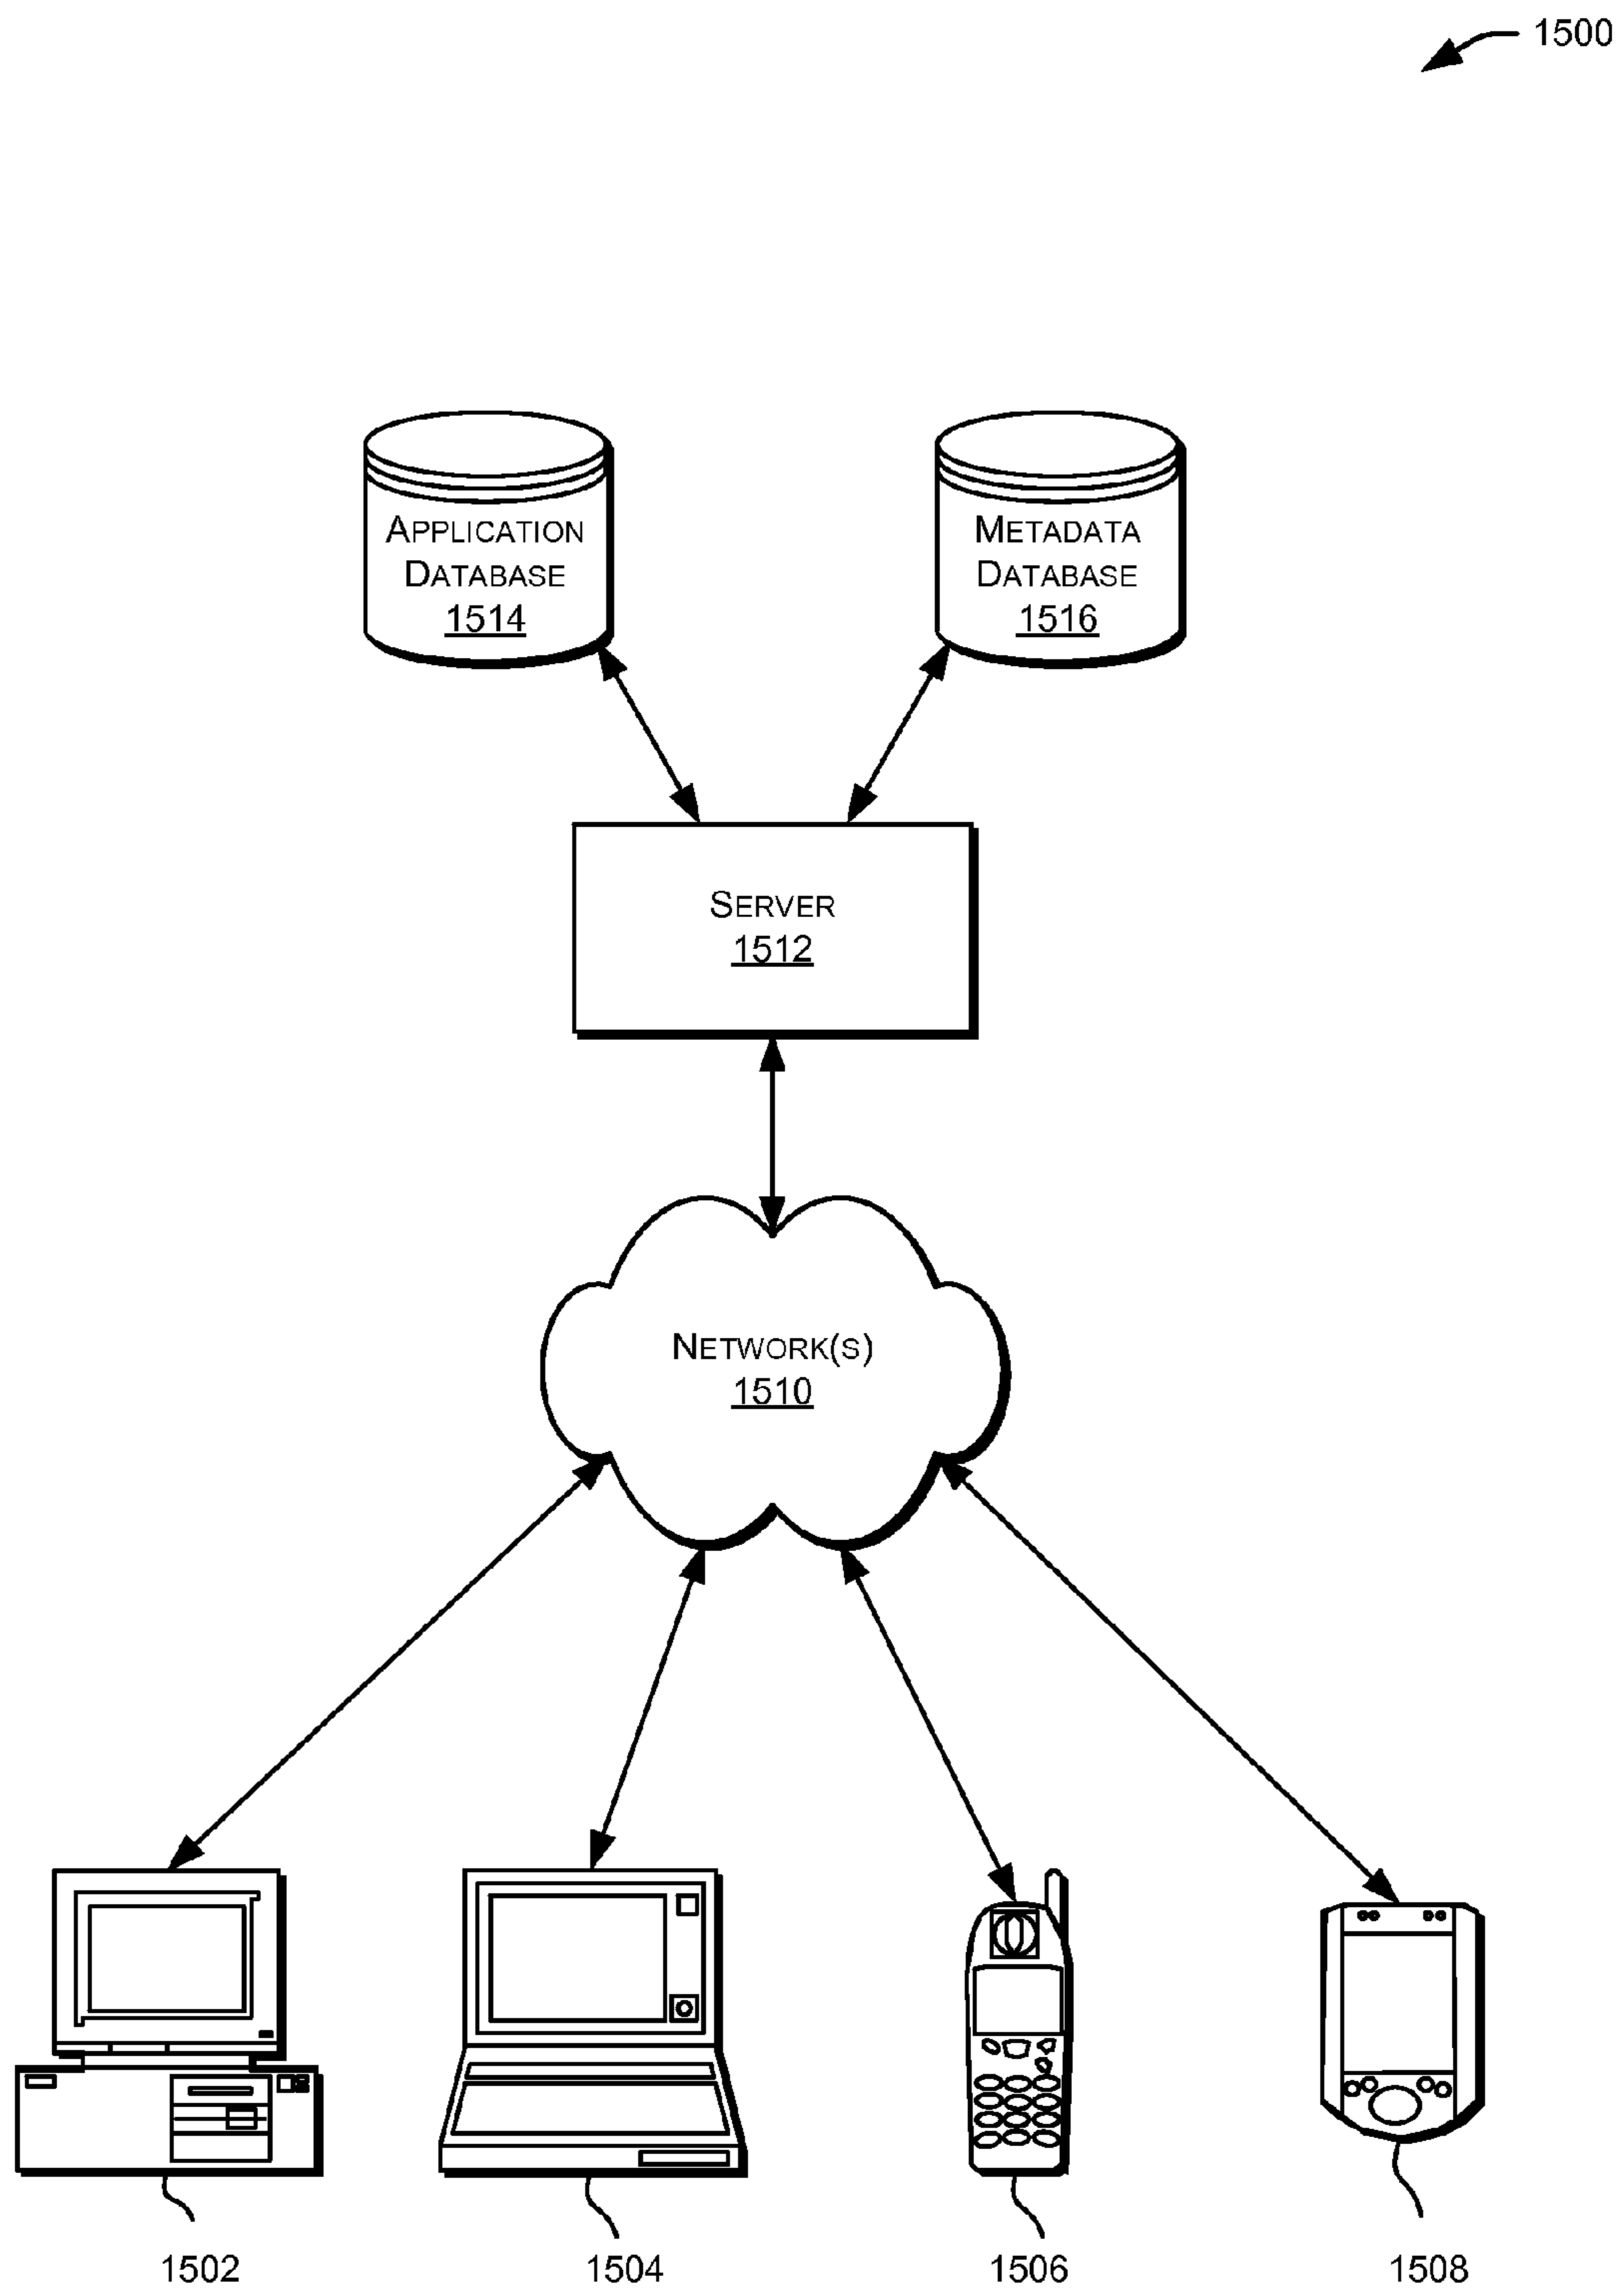 1500
APPLICATION
DATABASE
1514
METADATA
DATABASE
1516
SERVER
1512
NETWORK(S)
1510
1502
1504
1506
1508